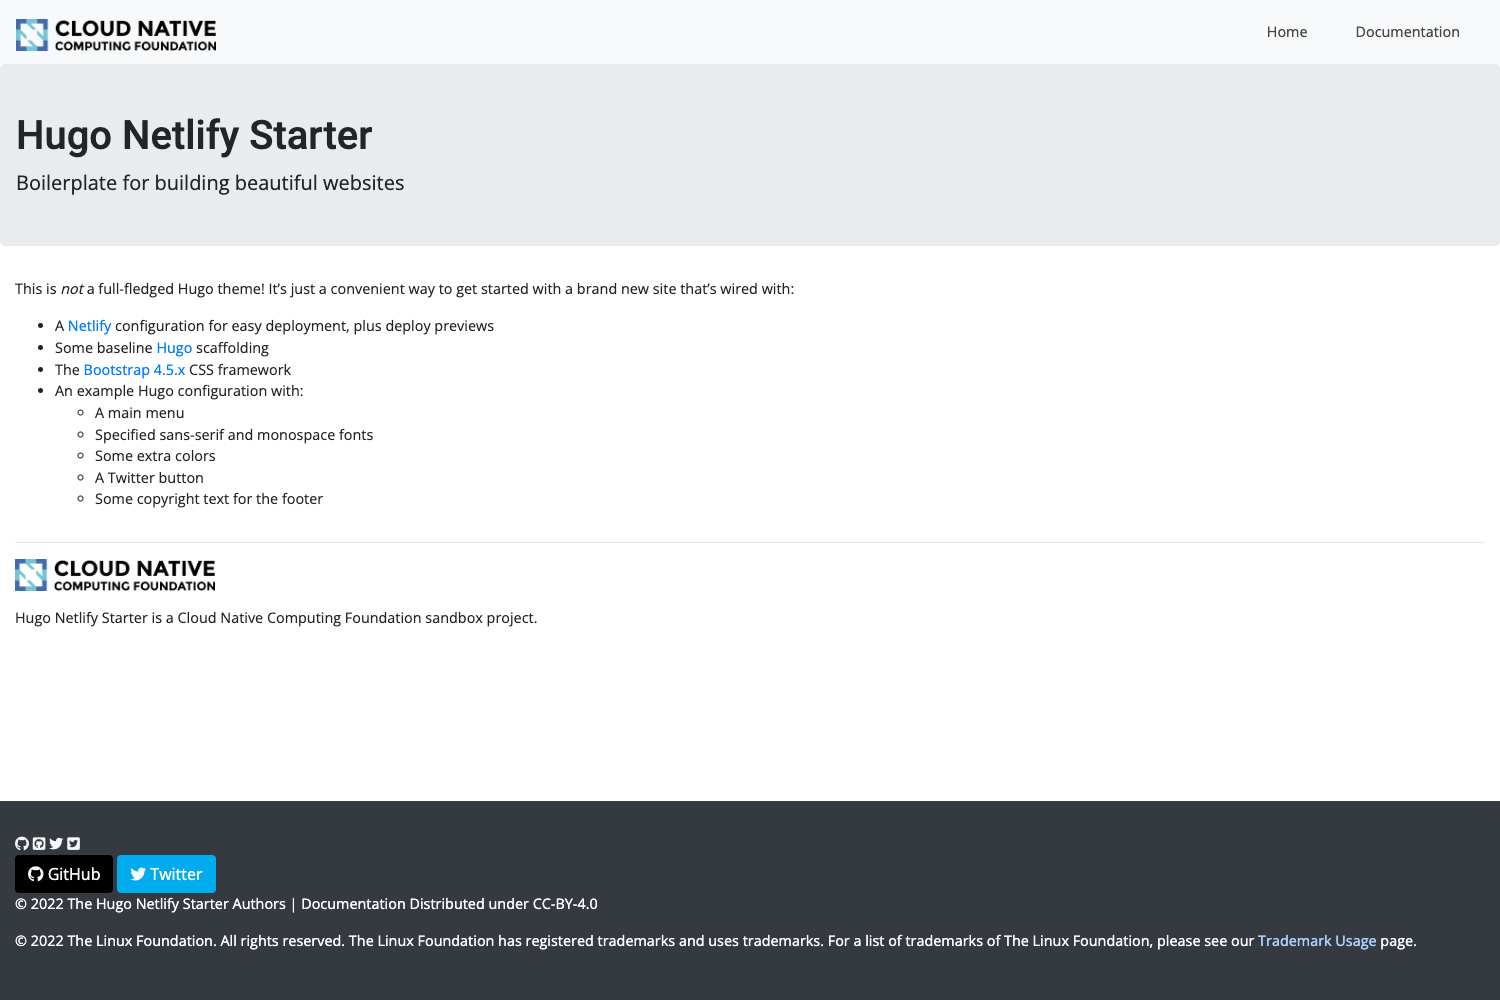 CLOUD NATIVE
COMPUTING FOUNDATION
Home
Documentation
Hugo Netlify Starter
Boilerplate for building beautiful websites
This is not a full-fledged Hugo theme! It’s just a convenient way to get started with a brand new site that’s wired with:
A Netlify configuration for easy deployment, plus deploy previews
Some baseline Hugo scaffolding
The Bootstrap 4.5.x CSS framework
An example Hugo configuration with:
A main menu
Specified sans-serif and monospace fonts
Some extra colors
A Twitter button
Some copyright text for the footer
CLOUD NATIVE
COMPUTING FOUNDATION
Hugo Netlify Starter is a Cloud Native Computing Foundation sandbox project.
GitHub
Twitter
© 2022 The Hugo Netlify Starter Authors | Documentation Distributed under CC-BY-4.0
© 2022 The Linux Foundation. All rights reserved. The Linux Foundation has registered trademarks and uses trademarks. For a list of trademarks of The Linux Foundation, please see our Trademark Usage page.